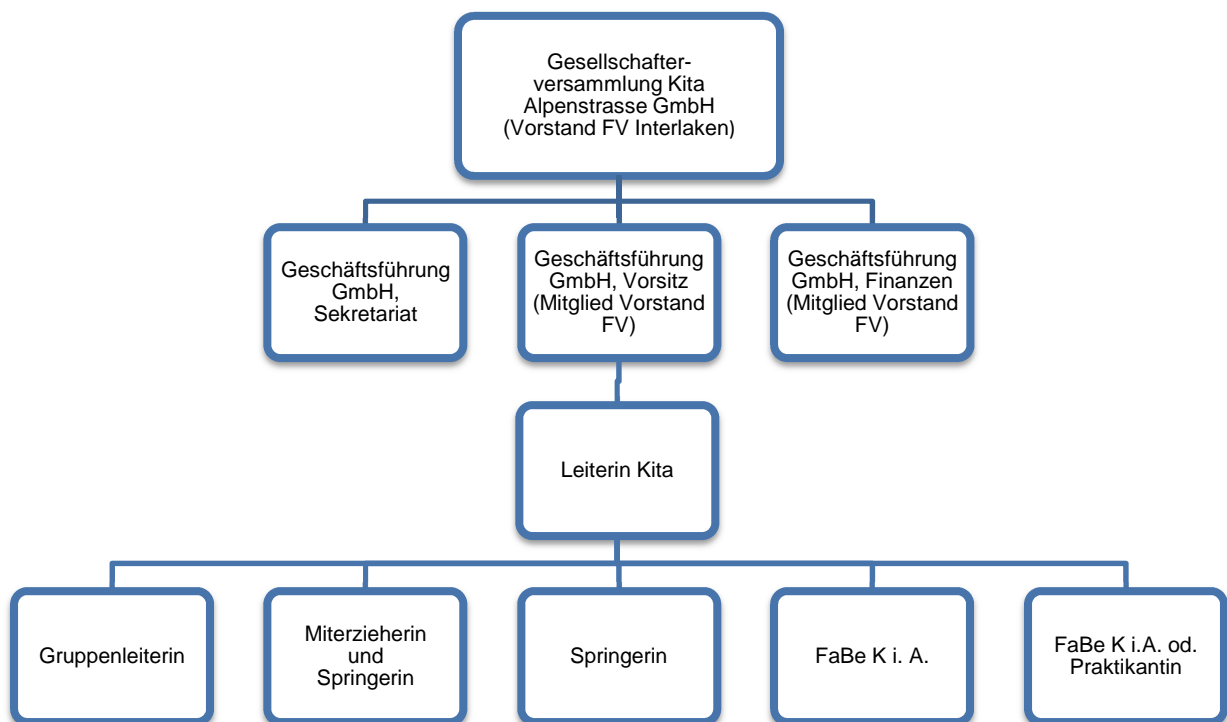 Gesellschafter-
versammlung Kita
Alpenstrasse GmbH
(Vorstand FV Interlaken)
Geschäftsführung
GmbH,
Sekretariat
Geschäftsführung
GmbH, Vorsitz
(Mitglied Vorstand
FV)
Geschäftsführung
GmbH, Finanzen
(Mitglied Vorstand
FV)
Leiterin Kita
Gruppenleiterin
Miterzieherin
und
Springerin
Springerin
FaBe K i. A.
FaBe K i.A. od.
Praktikantin